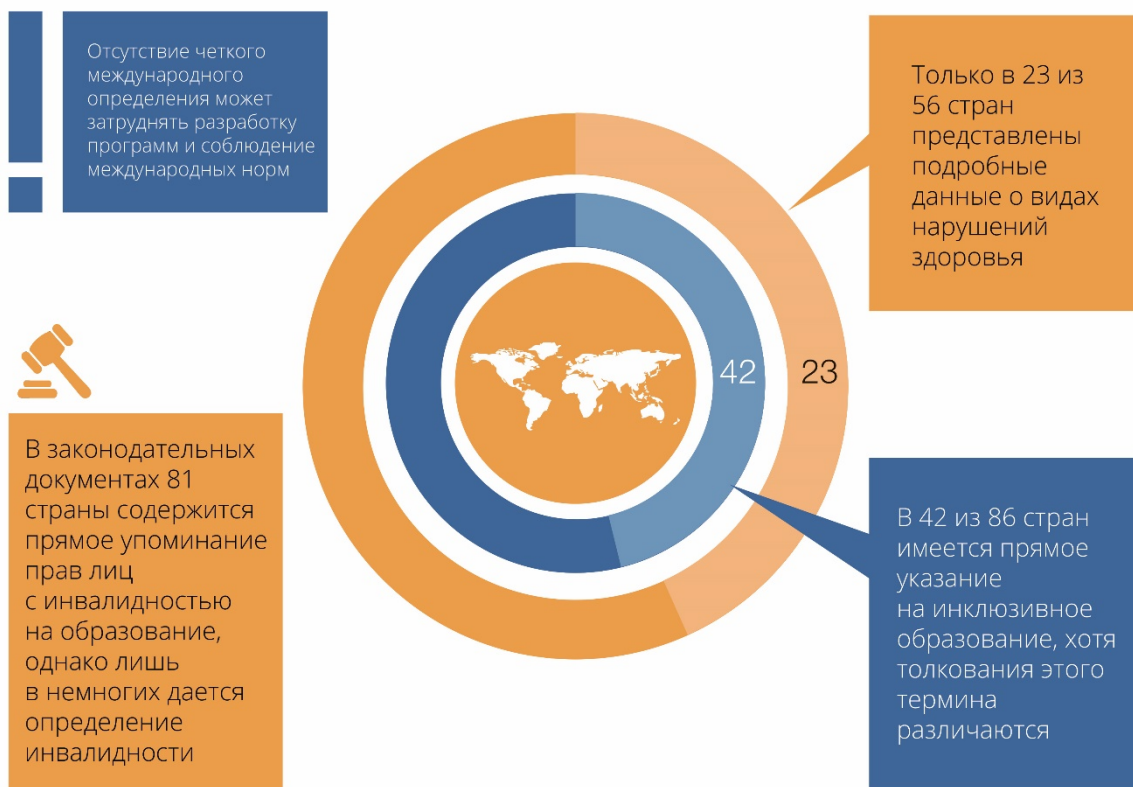 Отсутствие четкого
международного
определения может
затруднять разработку
программ и соблюдение
международных норм
Только в 23 из
56 стран
представлены
подробные
данные о видах
нарушений
здоровья
42
23
В законодательных
документах 81
страны содержится
прямое упоминание
прав лиц
с инвалидностью
на образование,
однако лишь
в немногих дается
определение
инвалидности
В 42 из 86 стран
имеется прямое
указание
на инклюзивное
образование, хотя
толкования этого
термина
различаются